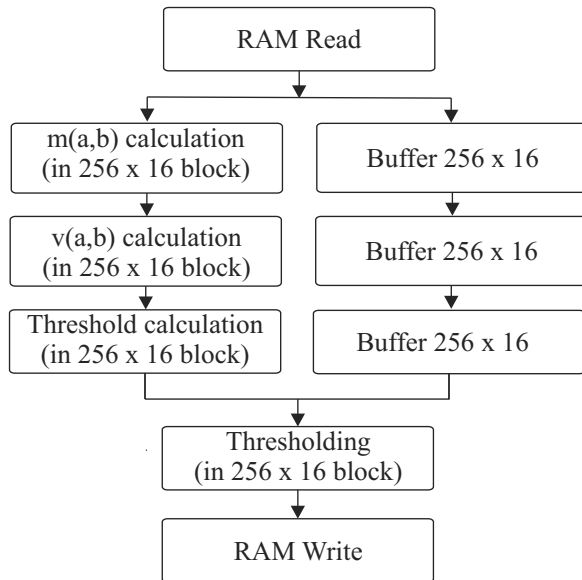 RAM Read
m(a,b) calculation
(in 256 x 16 block)
Buffer 256 x 16
v(a,b) calculation
(in 256 x 16 block)
Buffer 256 x 16
Threshold calculation
(in 256 x 16 block)
Buffer 256 x 16
Thresholding
(in 256 x 16 block)
RAM Write